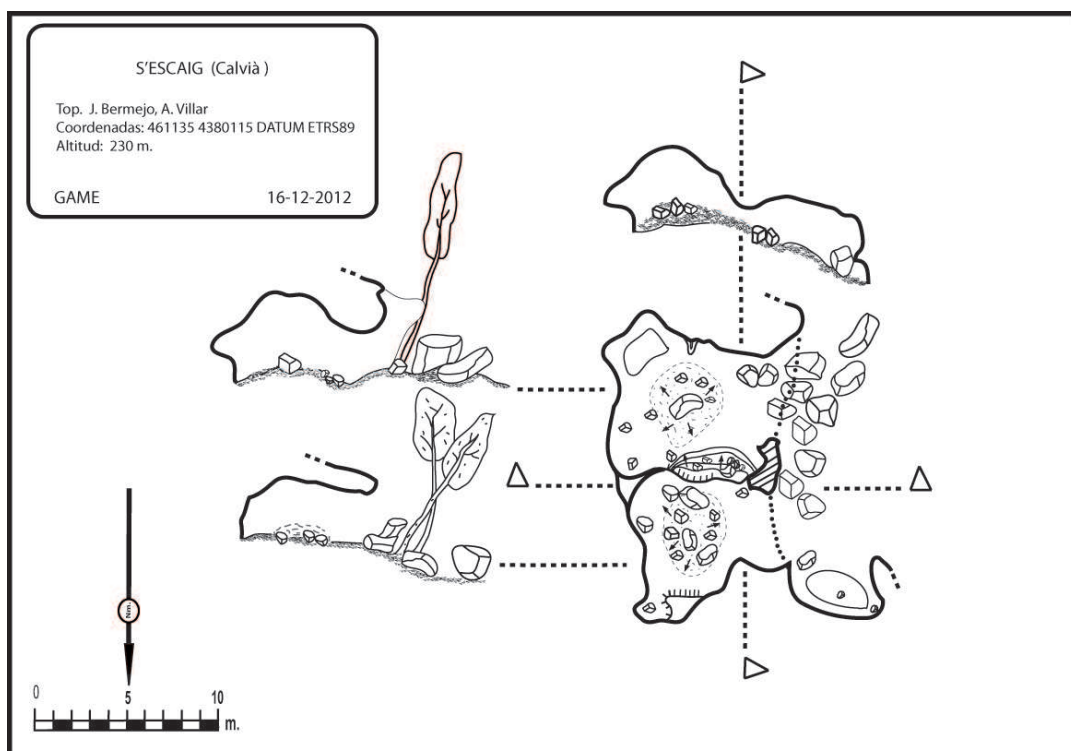 S'ESCAIG (Calvià )
Top. J. Bermejo, A. Villar
Coordenadas: 461135 4380115 DATUM ETRS89
Altitud: 230 m.
GAME 16-12-2012
Nm.
0 5 10
m.